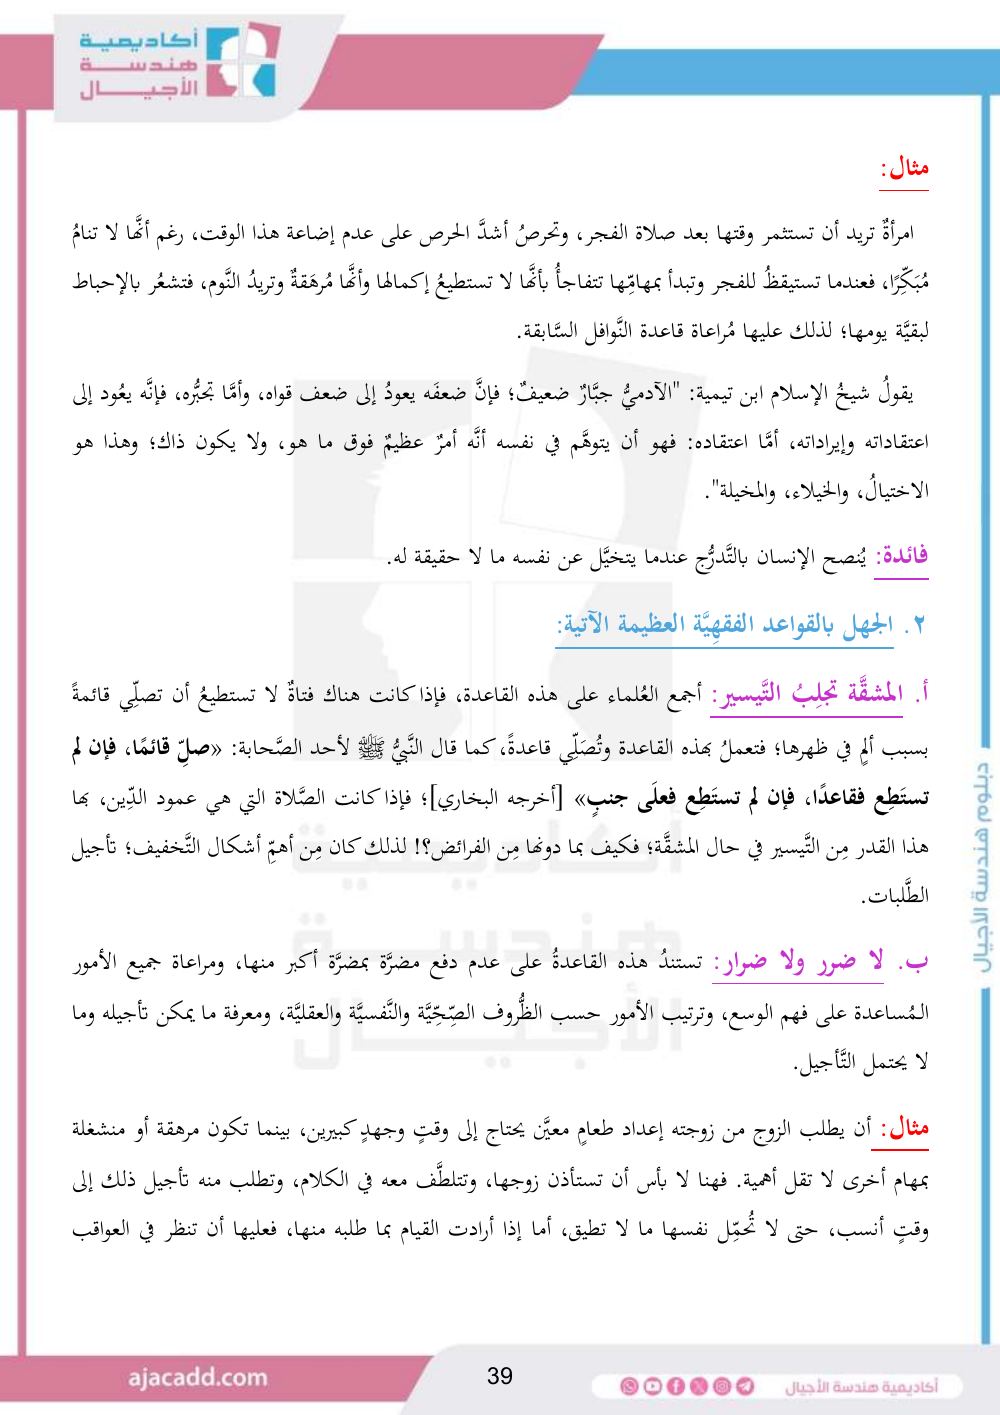 أكاديمية
هندسة
الأجيال
مثال:
امرأةٌ تريد أن تستثمر وقتها بعد صلاة الفجر، وتحرصُ أشدَّ الحرص على عدم إضاعة هذا الوقت، رغم أنَّها لا تنامُ
مُبَكِّرًا، فعندما تستيقظُ للفجر وتبدأ بمهامِّها تتفاجأُ بأنَّها لا تستطيعُ إكمالها وأنَّها مُرهَقةٌ وتريدُ النَّوم، فتشعُر بالإحباط
لبقيَّة يومها؛ لذلك عليها مُراعاة قاعدة النَّوافل السَّابقة.
يقولُ شيخُ الإسلام ابن تيمية: "الآدميُّ جبَّارٌ ضعيفٌ؛ فإنَّ ضعفَه يعودُ إلى ضعف قواه، وأمَّا تجبُّره، فإنَّه يعُود إلى
اعتقاداته وإيراداته، أمَّا اعتقاده: فهو أن يتوهَّم في نفسه أنَّه أمرٌ عظيمٌ فوق ما هو، ولا يكون ذاك؛ وهذا هو
الاختيالُ، والخيلاء، والمخيلة".
فائدة: يُنصح الإنسان بالتَّدرُّج عندما يتخيَّل عن نفسه ما لا حقيقة له.
٢. الجهل بالقواعد الفقهِيَّة العظيمة الآتية:
أ. المشقَّة تجلِبُ التَّيسير: أجمع العُلماء على هذه القاعدة، فإذا كانت هناك فتاةٌ لا تستطيعُ أن تصلِّي قائمةً
بسبب ألمٍ في ظهرها؛ فتعملُ بهذه القاعدة وتُصَلِّي قاعدةً، كما قال النَّبيُّ ﷺ لأحد الصَّحابة: «صلِّ قائمًا، فإن لم
تستَطِع فقاعدًا، فإن لم تستَطِع فعلَى جنبٍ» [أخرجه البخاري]؛ فإذا كانت الصَّلاة التي هي عمود الدِّين، بها
هذا القدر مِن التَّيسير في حال المشقَّة؛ فكيف بما دونها مِن الفرائض؟! لذلك كان مِن أهمّ أشكال التَّخفيف؛ تأجيل
الطَّلبات.
ب. لا ضرر ولا ضرار: تستندُ هذه القاعدةُ على عدم دفع مضرَّة بمضرَّة أكبر منها، ومراعاة جميع الأمور
المُساعدة على فهم الوسع، وترتيب الأمور حسب الظُّروف الصِّحِّيَّة والنَّفسيَّة والعقليَّة، ومعرفة ما يمكن تأجيله وما
لا يحتمل التَّأجيل.
مثال: أن يطلب الزوج من زوجته إعداد طعامٍ معيَّن يحتاج إلى وقتٍ وجهدٍ كبيرين، بينما تكون مرهقة أو منشغلة
بمهام أخرى لا تقل أهمية. فهنا لا بأس أن تستأذن زوجها، وتتلطَّف معه في الكلام، وتطلب منه تأجيل ذلك إلى
وقتٍ أنسب، حتى لا تُحمِّل نفسها ما لا تطيق، أما إذا أرادت القيام بما طلبه منها، فعليها أن تنظر في العواقب
دبلوم هندسة الأجيال
أكاديمية
هندسة
الأجيال
ajacadd.com
39
أكاديمية هندسة الأجيال